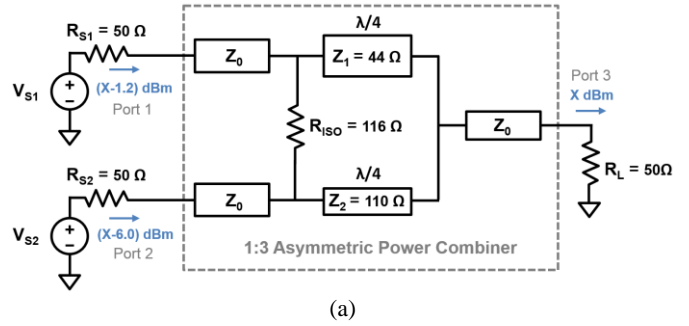 R_S1 = 50 Ω
V_S1
(X-1.2) dBm
Port 1
Z_0
λ/4
Z_1 = 44 Ω
R_ISO = 116 Ω
Z_0
Port 3
X dBm
R_L = 50Ω
R_S2 = 50 Ω
V_S2
(X-6.0) dBm
Port 2
Z_0
λ/4
Z_2 = 110 Ω
1:3 Asymmetric Power Combiner
(a)